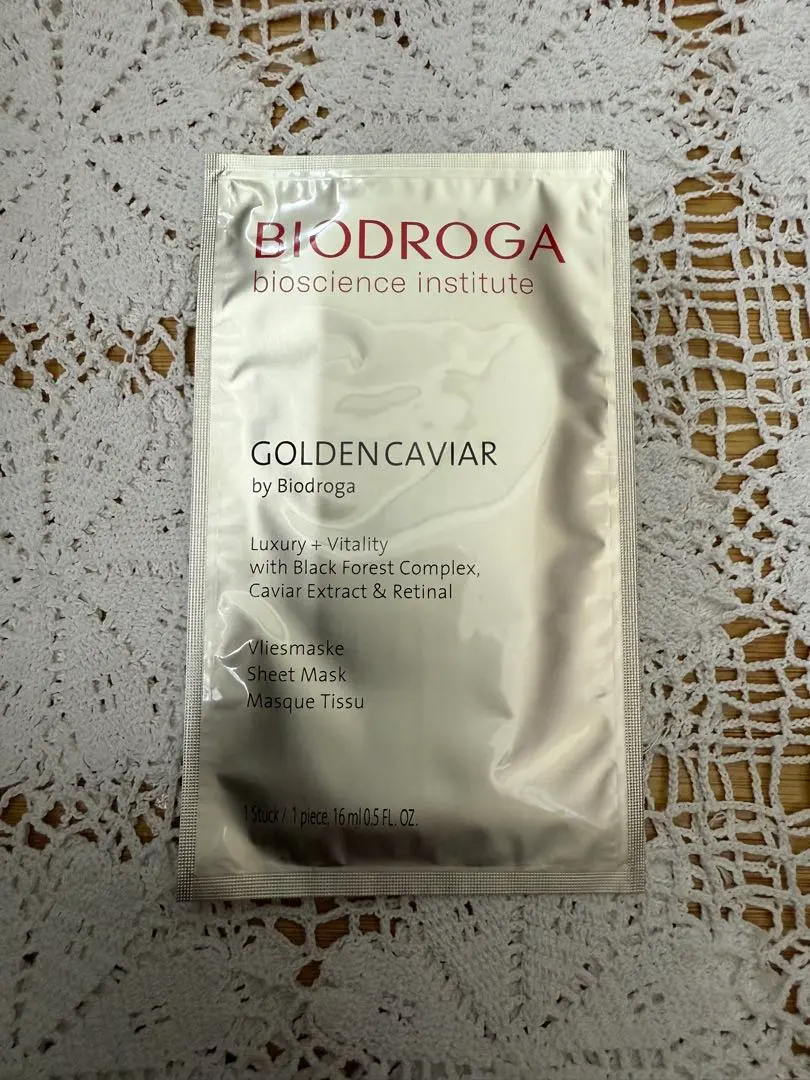 BIODROGA
bioscience institute
GOLDEN CAVIAR
by Biodroga
Luxury + Vitality
with Black Forest Complex,
Caviar Extract & Retinal
Vliesmaske
Sheet Mask
Masque Tissu
1 Stück / 1 piece, 16 ml 0.5 FL. OZ.